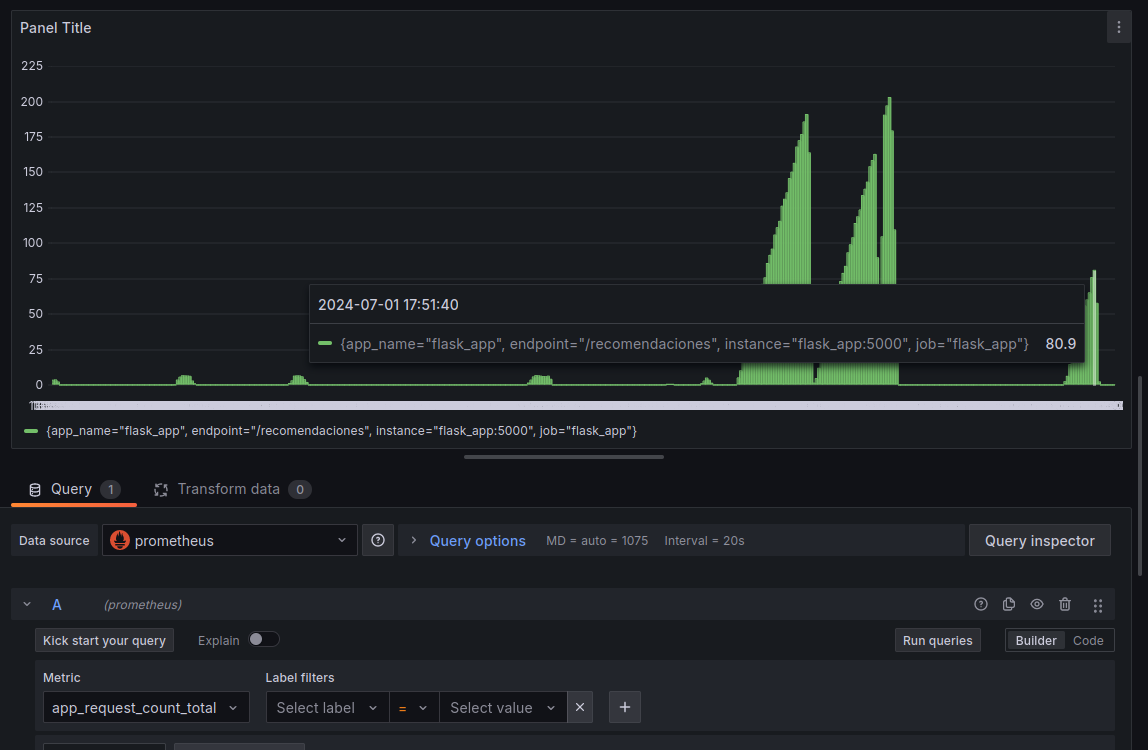 Panel Title
225
200
175
150
125
100
75
50
25
0
2024-07-01 17:51:40
{app_name="flask_app", endpoint="/recomendaciones", instance="flask_app:5000", job="flask_app"} 80.9
{app_name="flask_app", endpoint="/recomendaciones", instance="flask_app:5000", job="flask_app"}
Query 1 Transform data 0
Data source prometheus Query options MD = auto = 1075 Interval = 20s Query inspector
A (prometheus)
Kick start your query Explain Run queries Builder Code
Metric Label filters
app_request_count_total Select label = Select value